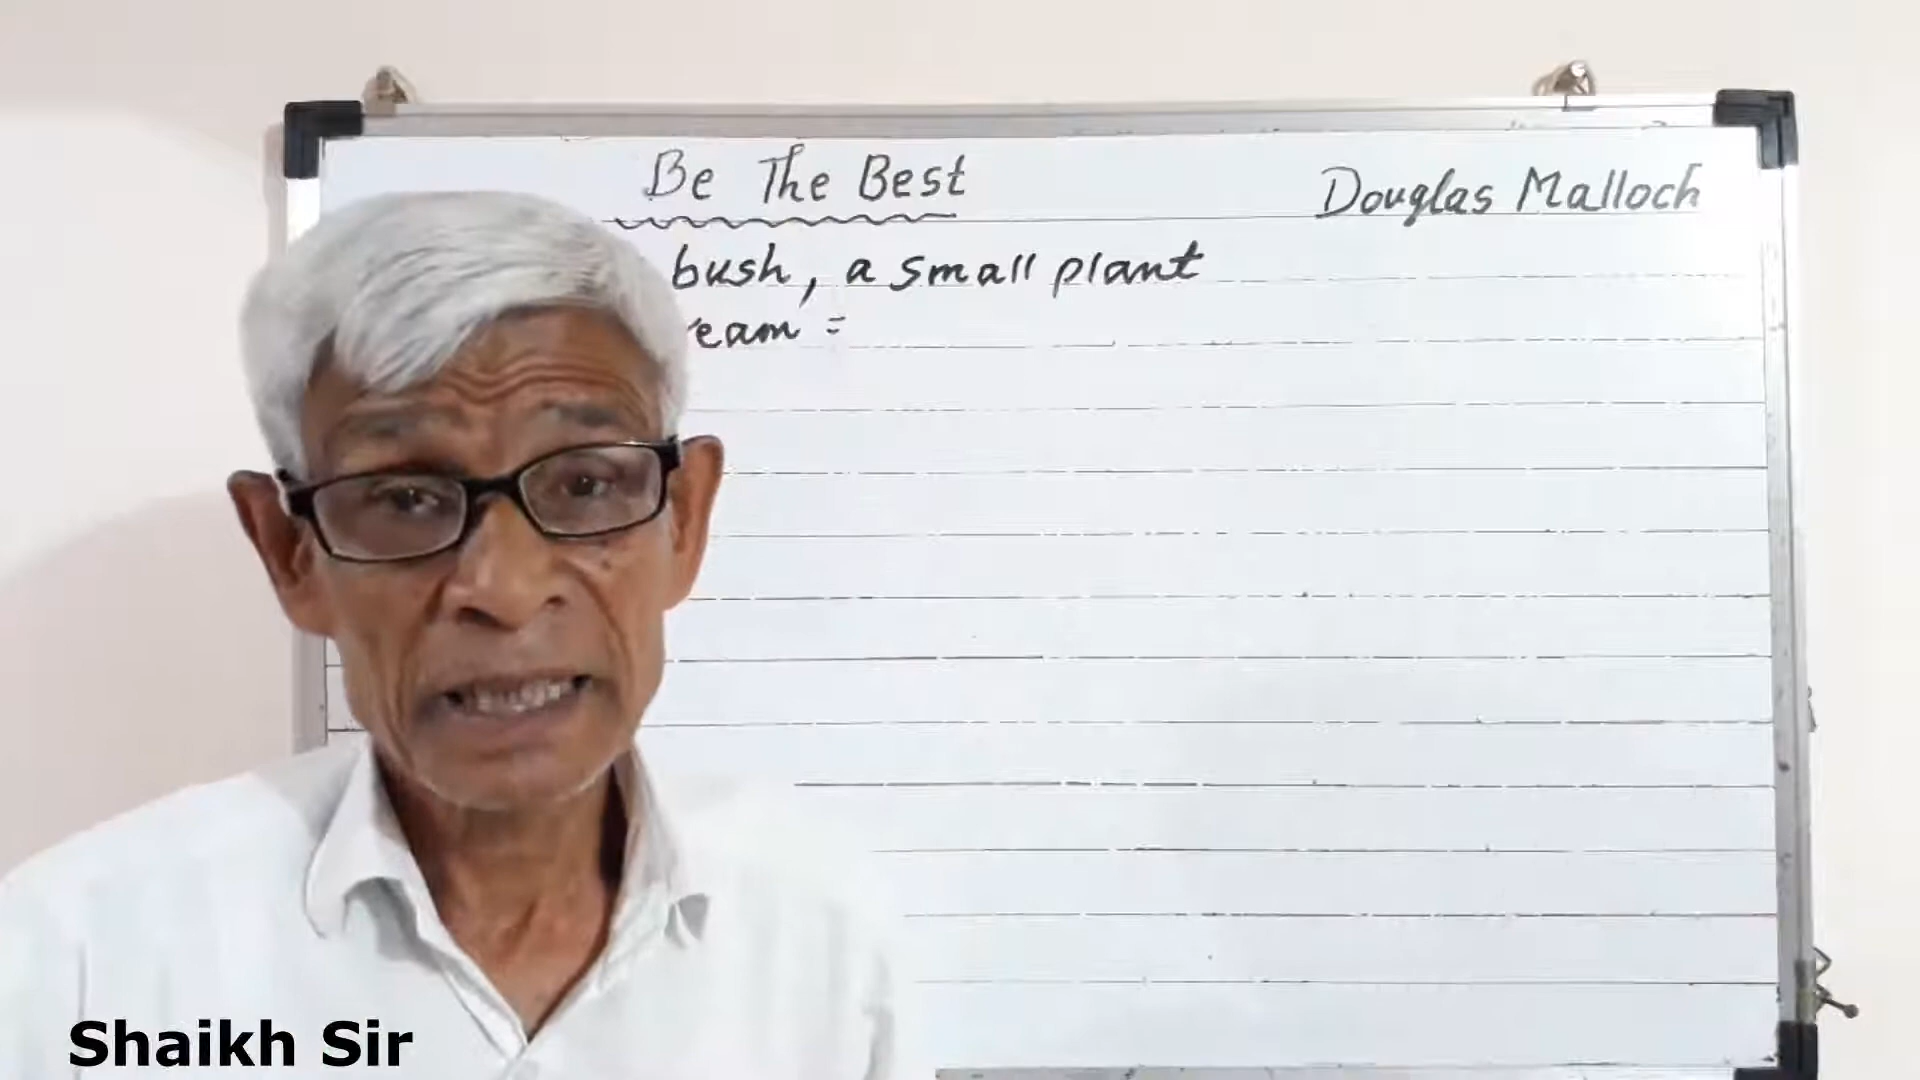 Be The Best
Douglas Malloch
bush, a small plant
eam =
Shaikh Sir